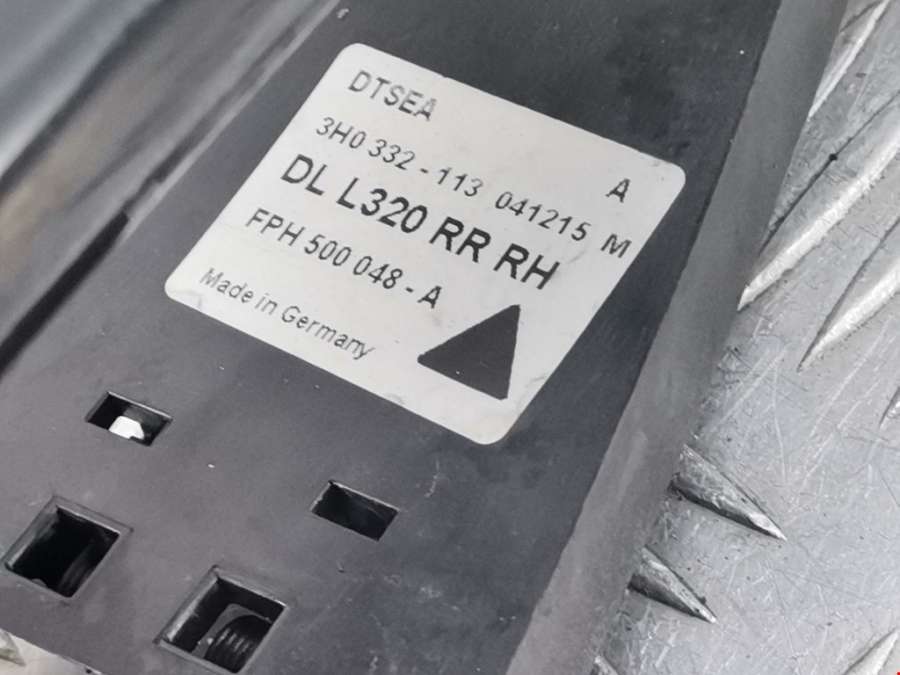 DTSEA A
3H0 332 - 113 041215 M
DL L320 RR RH
FPH 500 048 - A
Made in Germany